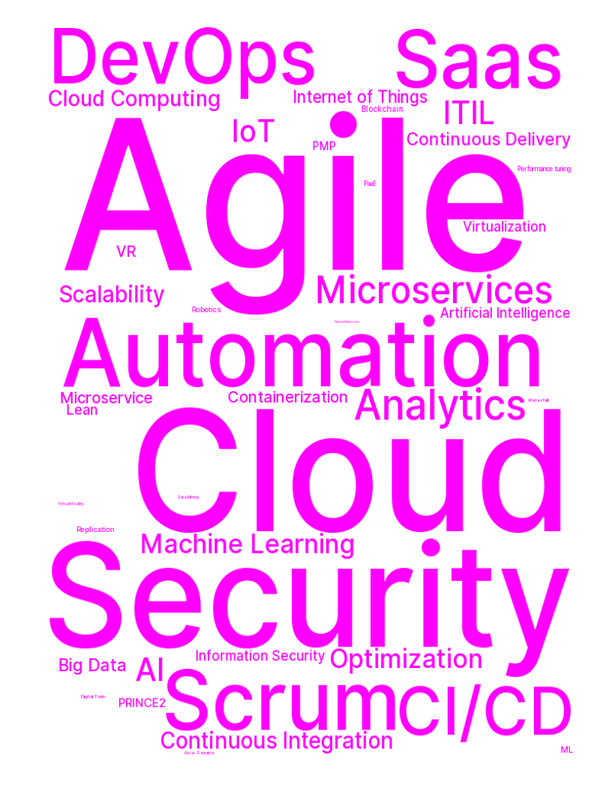 DevOps
Saas
Cloud Computing
Internet of Things
Blockchain
ITIL
IoT
Continuous Delivery
PMP
Agile
Performance tuning
PaaS
Virtualization
VR
Microservices
Scalability
Robotics
Artificial Intelligence
Automation
Microservice
Containerization
Analytics
Waterfall
Lean
Cloud
Data Mining
Virtual Reality
Replication
Machine Learning
Security
Information Security
Optimization
Big Data
AI
Scrum
CI/CD
Digital Twin
PRINCE2
Continuous Integration
ML